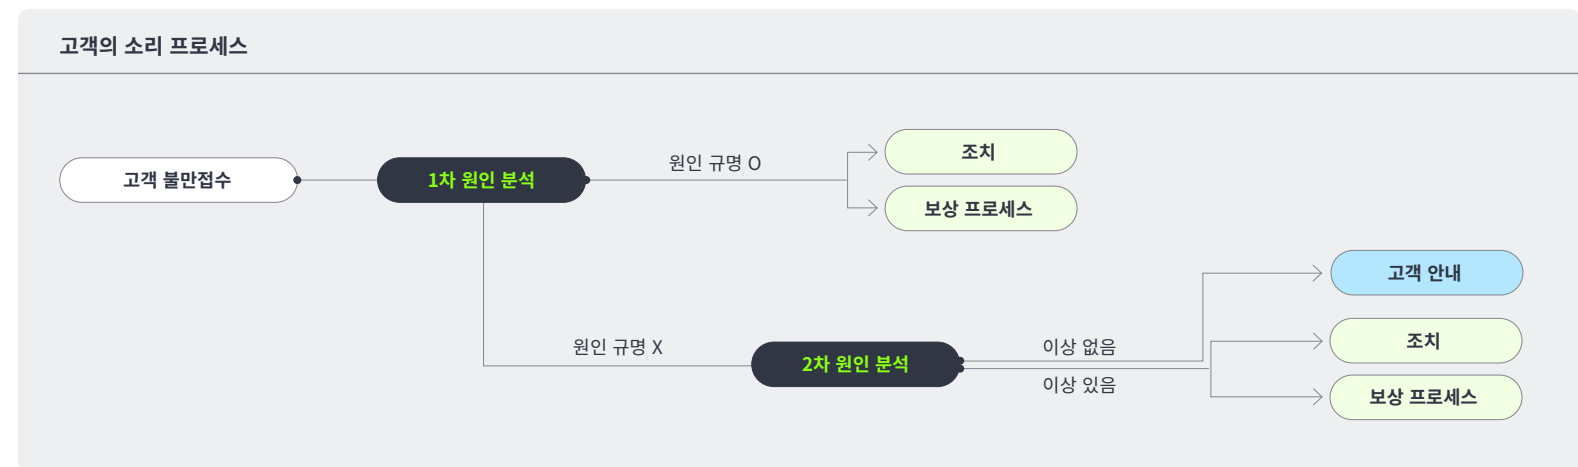 고객의 소리 프로세스
고객 불만접수
1차 원인 분석
원인 규명 O
조치
보상 프로세스
원인 규명 X
2차 원인 분석
이상 없음
이상 있음
고객 안내
조치
보상 프로세스